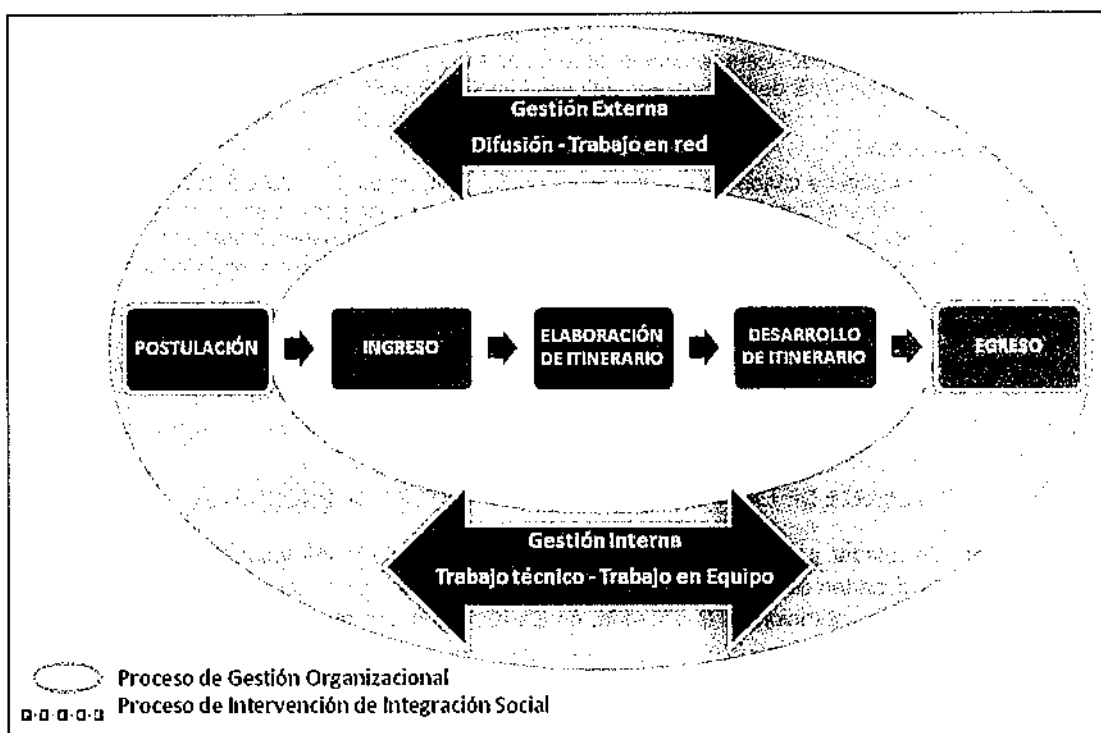 Gestión Externa
Difusión - Trabajo en red
POSTULACIÓN
INGRESO
ELABORACIÓN
DE ITINERARIO
DESARROLLO
DE ITINERARIO
EGRESO
Gestión Interna
Trabajo técnico - Trabajo en Equipo
Proceso de Gestión Organizacional
Proceso de Intervención de Integración Social